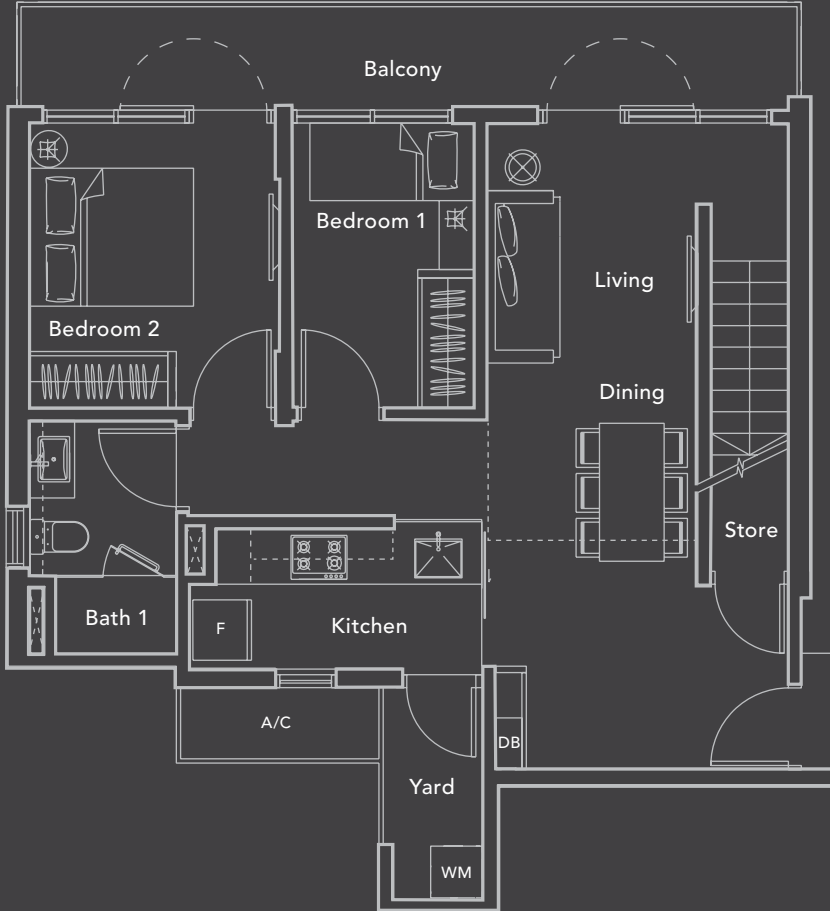 Balcony
Bedroom 1
Living
Bedroom 2
Dining
Store
Bath 1
F
Kitchen
A/C
DB
Yard
WM